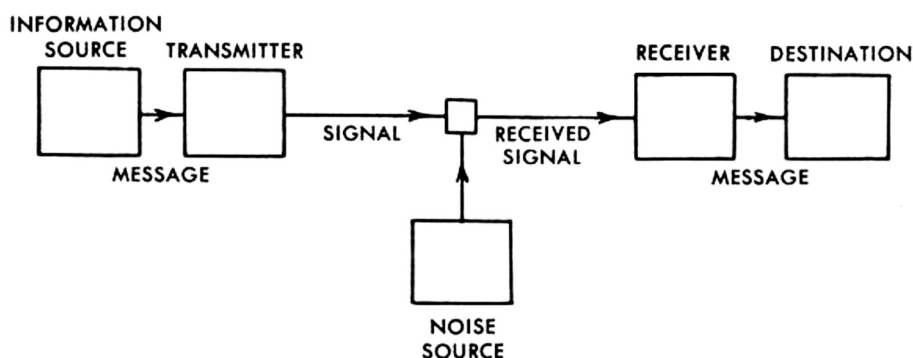 INFORMATION
SOURCE
TRANSMITTER
RECEIVER
DESTINATION
SIGNAL
RECEIVED
SIGNAL
MESSAGE
MESSAGE
NOISE
SOURCE